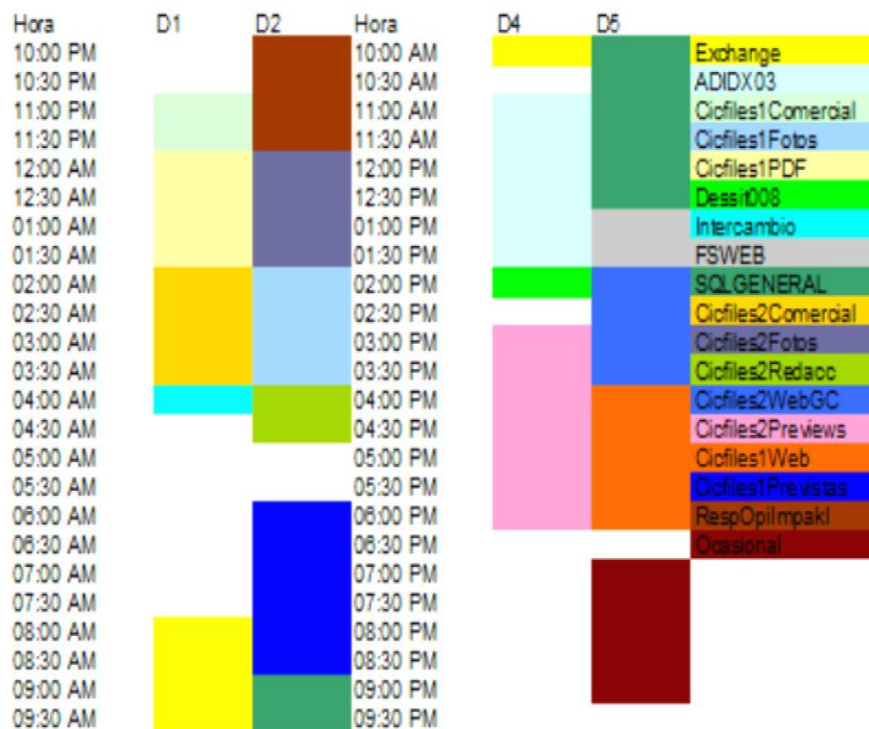 Hora D1 D2 Hora D4 D5
10:00 PM 10:00 AM Exchange
10:30 PM 10:30 AM ADIDX03
11:00 PM 11:00 AM Cicfiles1Comercial
11:30 PM 11:30 AM Cicfiles1Fotos
12:00 AM 12:00 PM Cicfiles1PDF
12:30 AM 12:30 PM Dessit008
01:00 AM 01:00 PM Intercambio
01:30 AM 01:30 PM FSWEB
02:00 AM 02:00 PM SQLGENERAL
02:30 AM 02:30 PM Cicfiles2Comercial
03:00 AM 03:00 PM Cicfiles2Fotos
03:30 AM 03:30 PM Cicfiles2Redacc
04:00 AM 04:00 PM Cicfiles2WebGC
04:30 AM 04:30 PM Cicfiles2Previews
05:00 AM 05:00 PM Cicfiles1Web
05:30 AM 05:30 PM Cicfiles1Prevístas
06:00 AM 06:00 PM RespOpiImpakl
06:30 AM 06:30 PM Ocasional
07:00 AM 07:00 PM
07:30 AM 07:30 PM
08:00 AM 08:00 PM
08:30 AM 08:30 PM
09:00 AM 09:00 PM
09:30 AM 09:30 PM